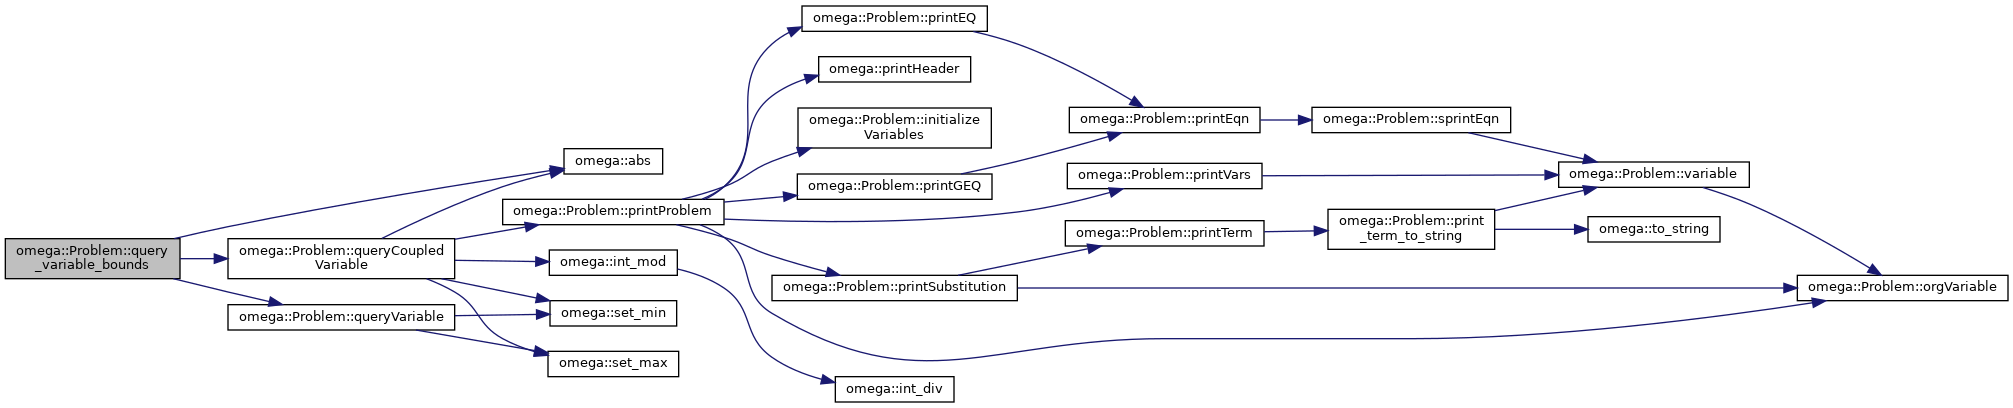 omega::Problem::query
_variable_bounds
omega::abs
omega::Problem::queryCoupled
Variable
omega::Problem::queryVariable
omega::Problem::printProblem
omega::int_mod
omega::set_min
omega::set_max
omega::Problem::printEQ
omega::printHeader
omega::Problem::initialize
Variables
omega::Problem::printGEQ
omega::Problem::printSubstitution
omega::int_div
omega::Problem::printEqn
omega::Problem::printVars
omega::Problem::printTerm
omega::Problem::sprintEqn
omega::Problem::print
_term_to_string
omega::Problem::variable
omega::to_string
omega::Problem::orgVariable